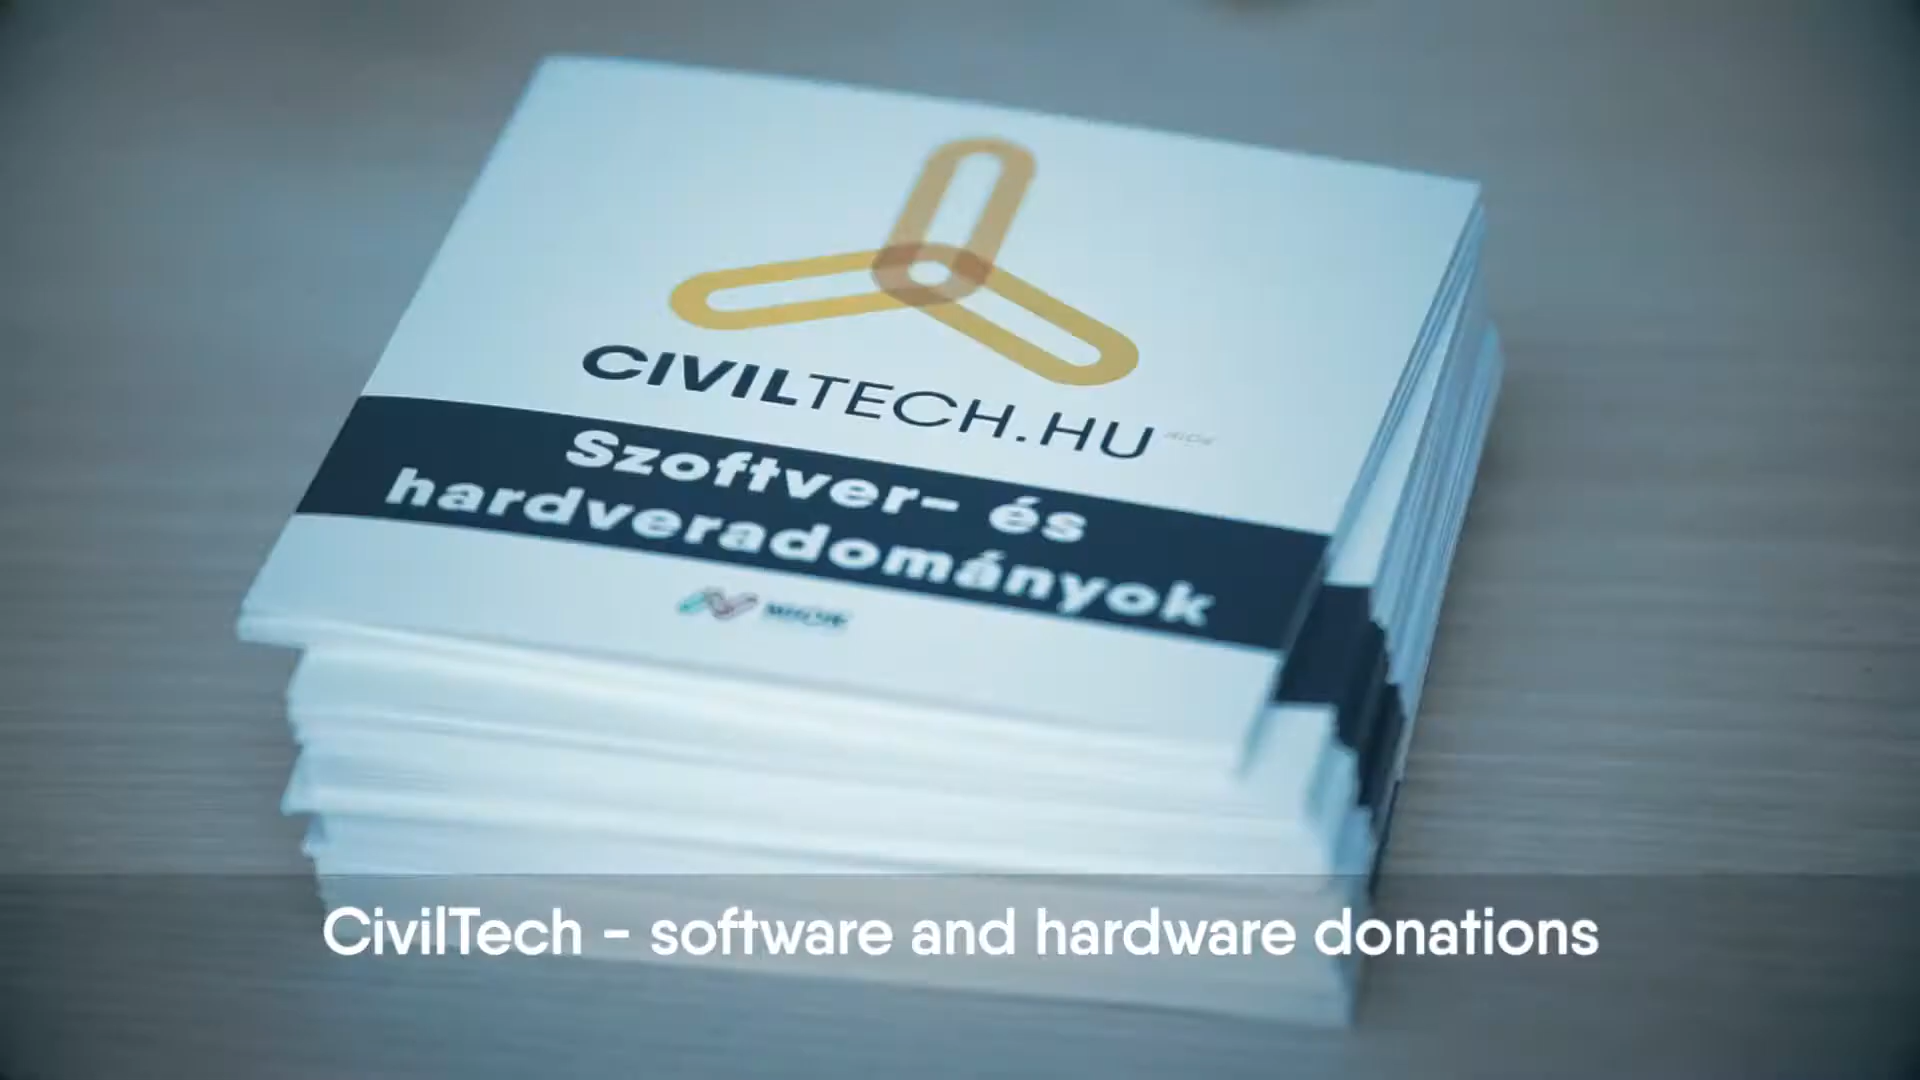 CIVILTECH.HU
Szoftver- és
hardveradományok
CivilTech - software and hardware donations